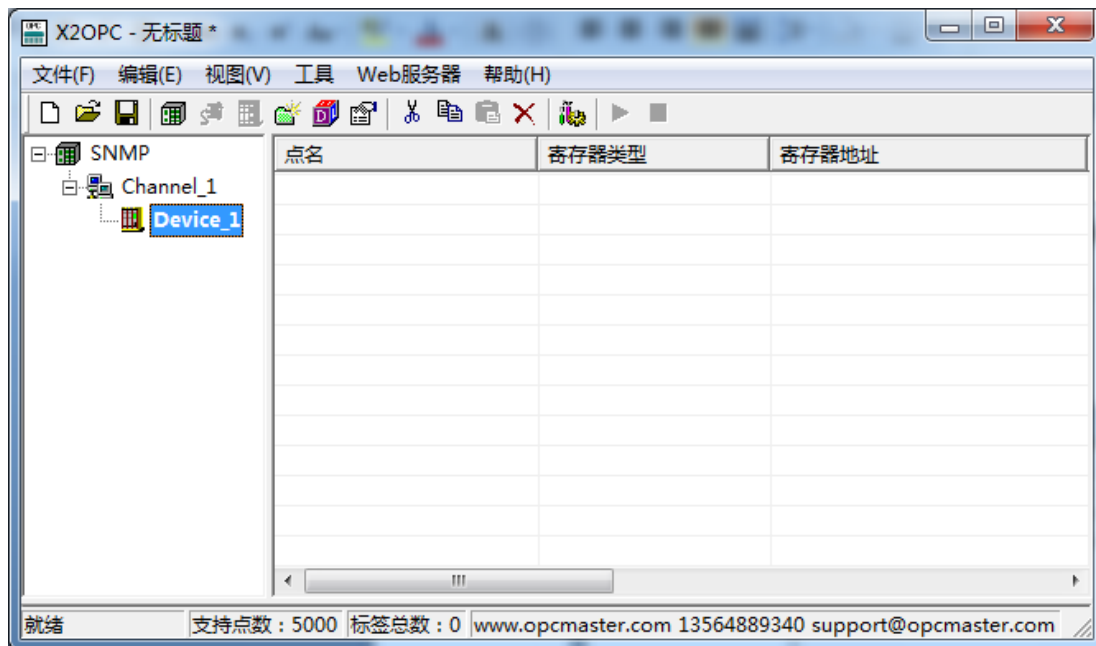 X2OPC - 无标题 *
文件(F) 编辑(E) 视图(V) 工具 Web服务器 帮助(H)
SNMP 点名 寄存器类型 寄存器地址
Channel_1
Device_1
就绪 支持点数：5000 标签总数：0 www.opcmaster.com 13564889340 support@opcmaster.com